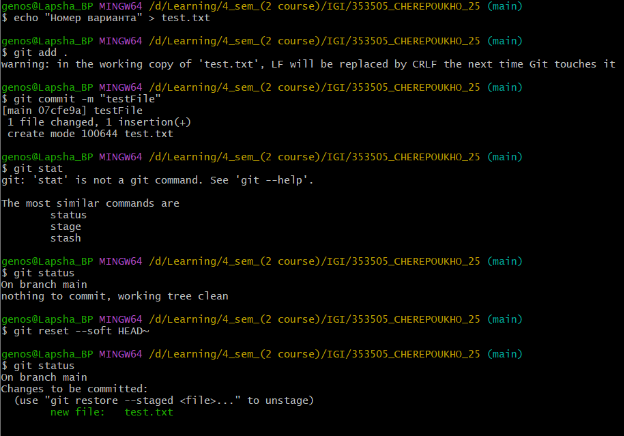 genos@Lapsha_BP MINGW64 /d/Learning/4_sem_(2 course)/IGI/353505_CHEREPOUKHO_25 (main)
$ echo "Номер варианта" > test.txt
genos@Lapsha_BP MINGW64 /d/Learning/4_sem_(2 course)/IGI/353505_CHEREPOUKHO_25 (main)
$ git add .
warning: in the working copy of 'test.txt', LF will be replaced by CRLF the next time Git touches it
genos@Lapsha_BP MINGW64 /d/Learning/4_sem_(2 course)/IGI/353505_CHEREPOUKHO_25 (main)
$ git commit -m "testFile"
[main 07cfe9a] testFile
 1 file changed, 1 insertion(+)
 create mode 100644 test.txt
genos@Lapsha_BP MINGW64 /d/Learning/4_sem_(2 course)/IGI/353505_CHEREPOUKHO_25 (main)
$ git stat
git: 'stat' is not a git command. See 'git --help'.
The most similar commands are
        status
        stage
        stash
genos@Lapsha_BP MINGW64 /d/Learning/4_sem_(2 course)/IGI/353505_CHEREPOUKHO_25 (main)
$ git status
On branch main
nothing to commit, working tree clean
genos@Lapsha_BP MINGW64 /d/Learning/4_sem_(2 course)/IGI/353505_CHEREPOUKHO_25 (main)
$ git reset --soft HEAD~
genos@Lapsha_BP MINGW64 /d/Learning/4_sem_(2 course)/IGI/353505_CHEREPOUKHO_25 (main)
$ git status
On branch main
Changes to be committed:
  (use "git restore --staged <file>..." to unstage)
        new file:   test.txt